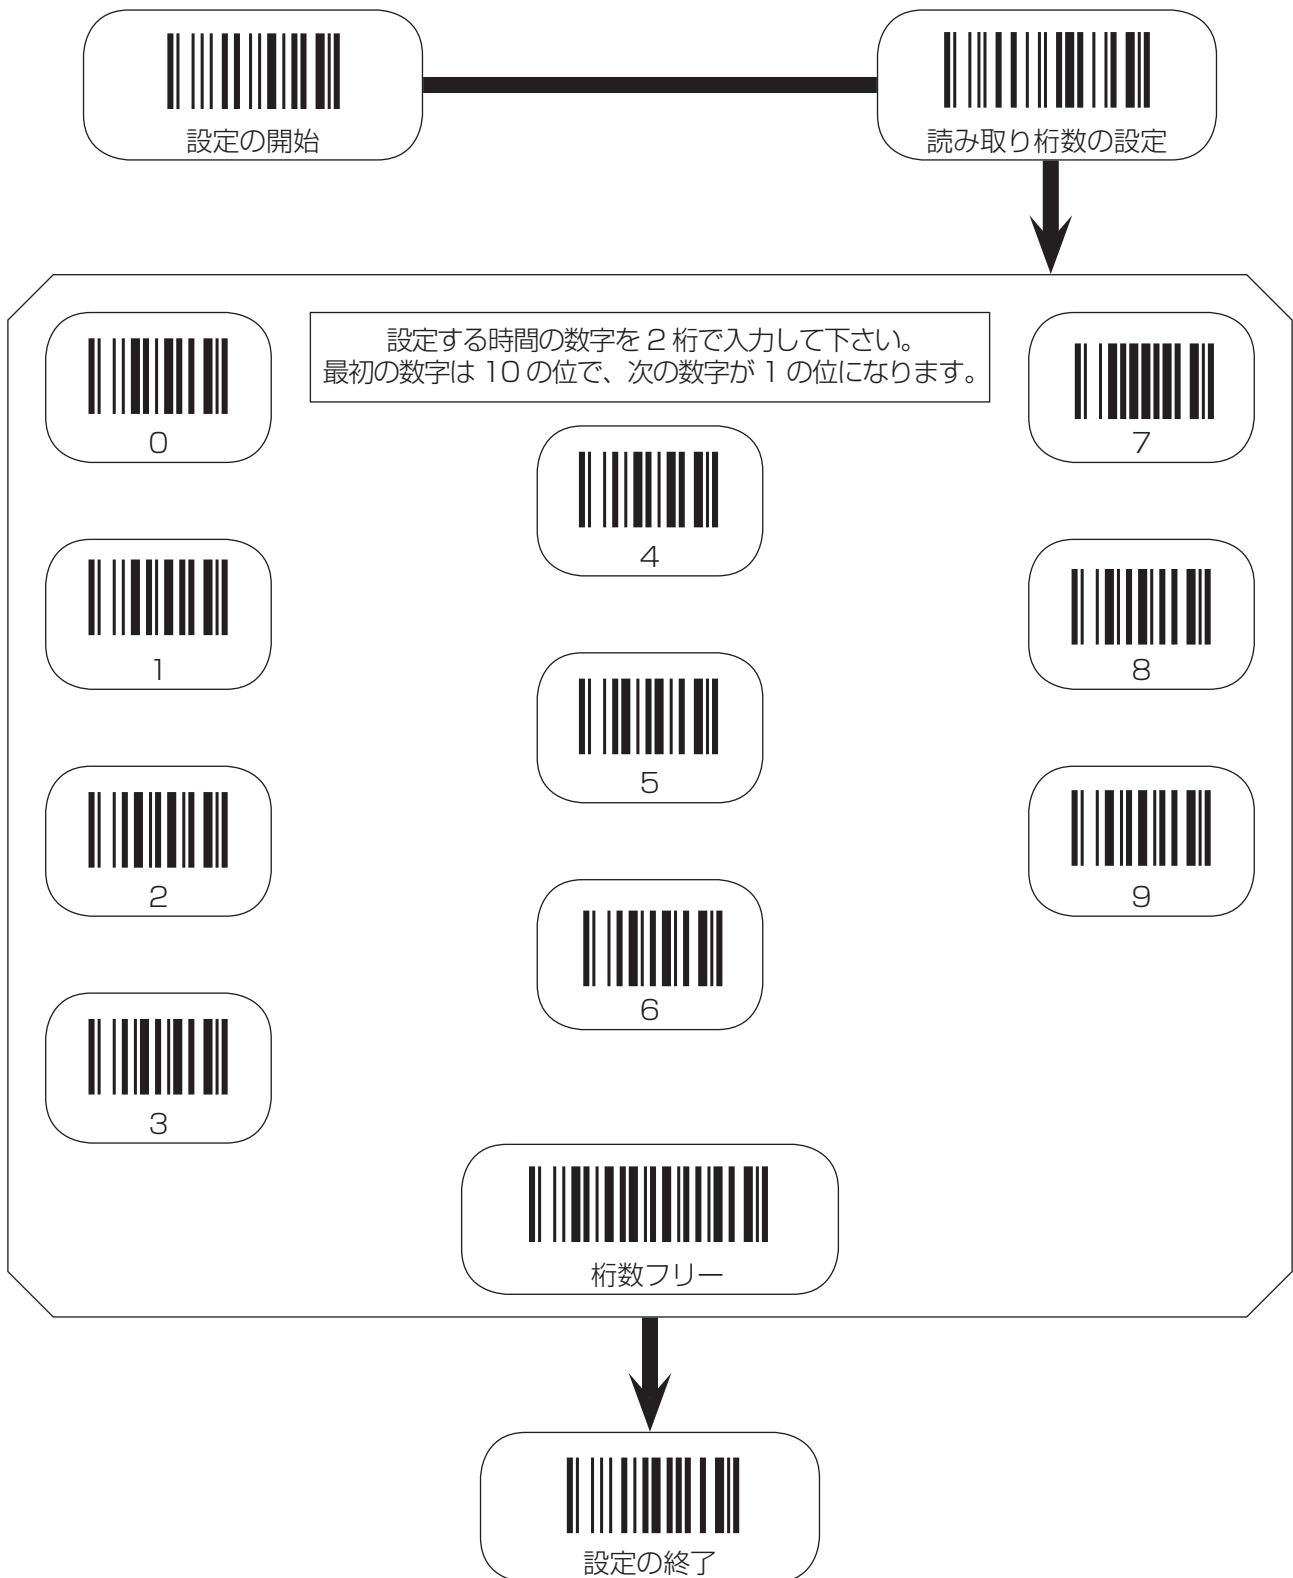 設定の開始
読み取り桁数の設定
設定する時間の数字を 2 桁で入力して下さい。
最初の数字は 10 の位で、次の数字が 1 の位になります。
0
1
2
3
4
5
6
7
8
9
桁数フリー
設定の終了